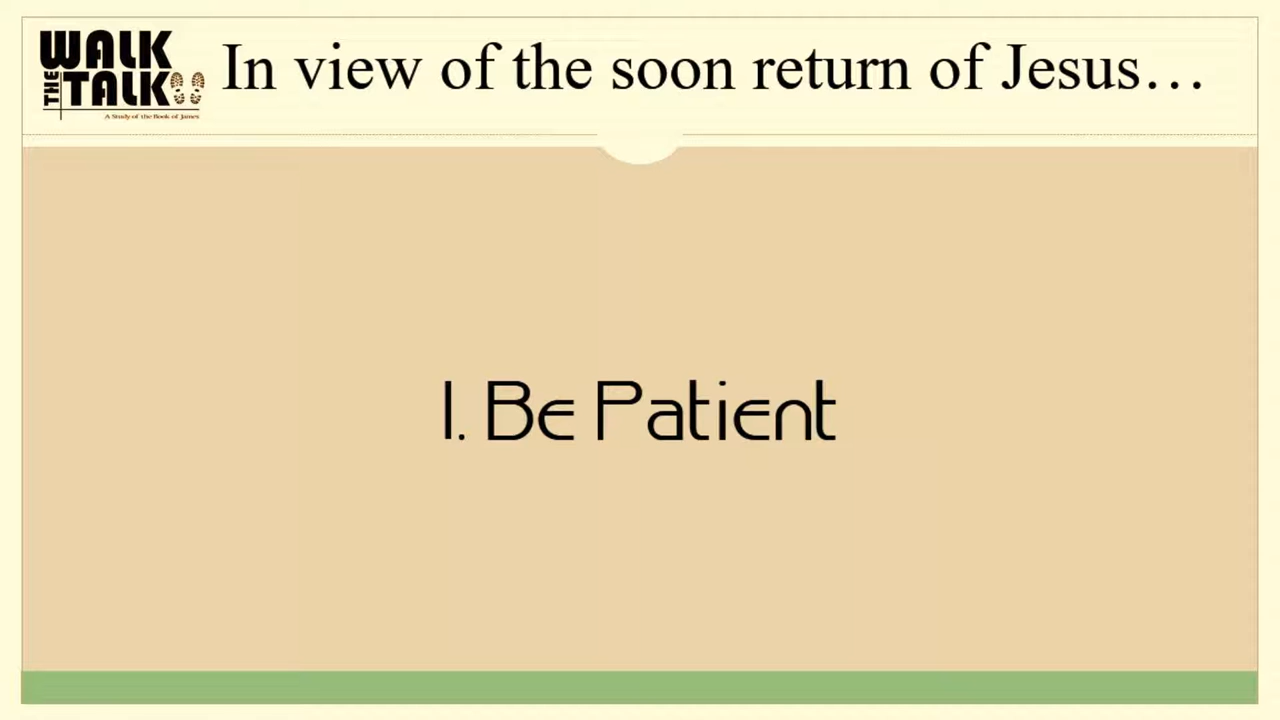 WALK
THE
TALK
A Study of the Book of James
In view of the soon return of Jesus…
1. Be Patient